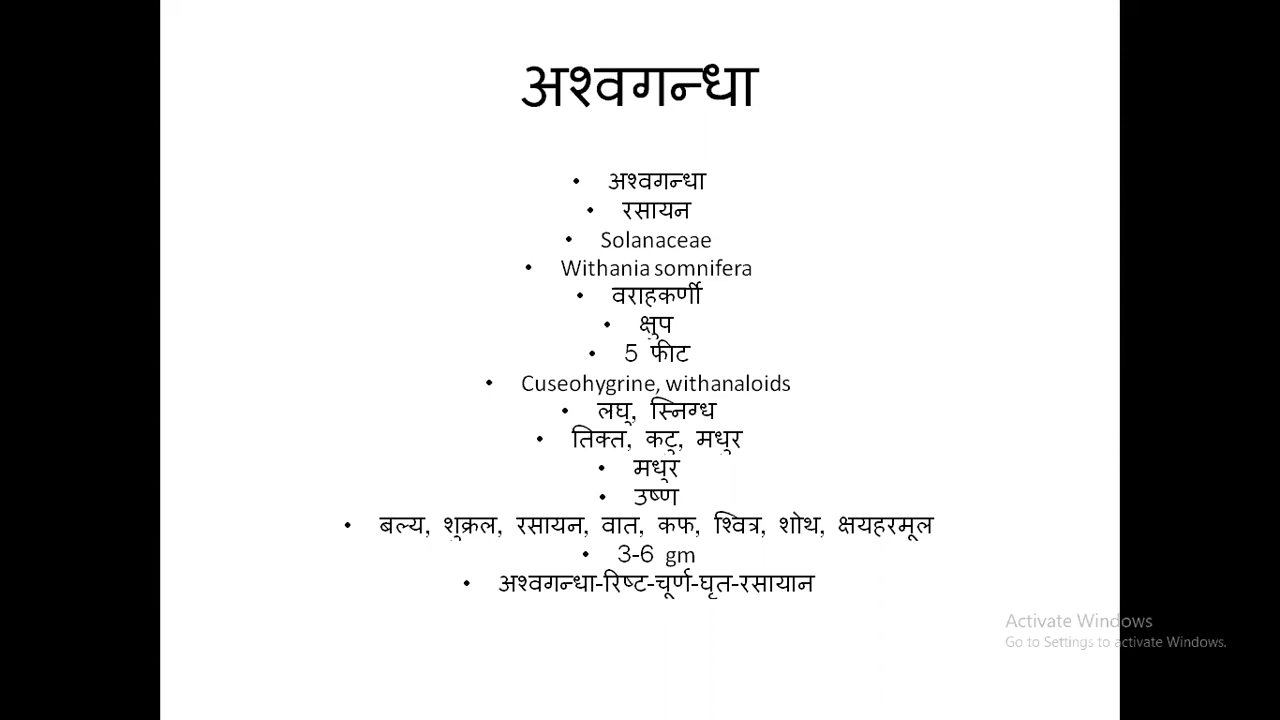 अश्वगन्धा
• अश्वगन्धा
• रसायन
• Solanaceae
• Withania somnifera
• वराहकर्णी
• क्षुप
• 5 फीट
• Cuseohygrine, withanaloids
• लघु, स्निग्ध
• तिक्त, कटु, मधुर
• मधुर
• उष्ण
• बल्य, शुक्रल, रसायन, वात, कफ, श्वित्र, शोथ, क्षयहरमूल
• 3-6 gm
• अश्वगन्धा-रिष्ट-चूर्ण-घृत-रसायान
Activate Windows
Go to Settings to activate Windows.